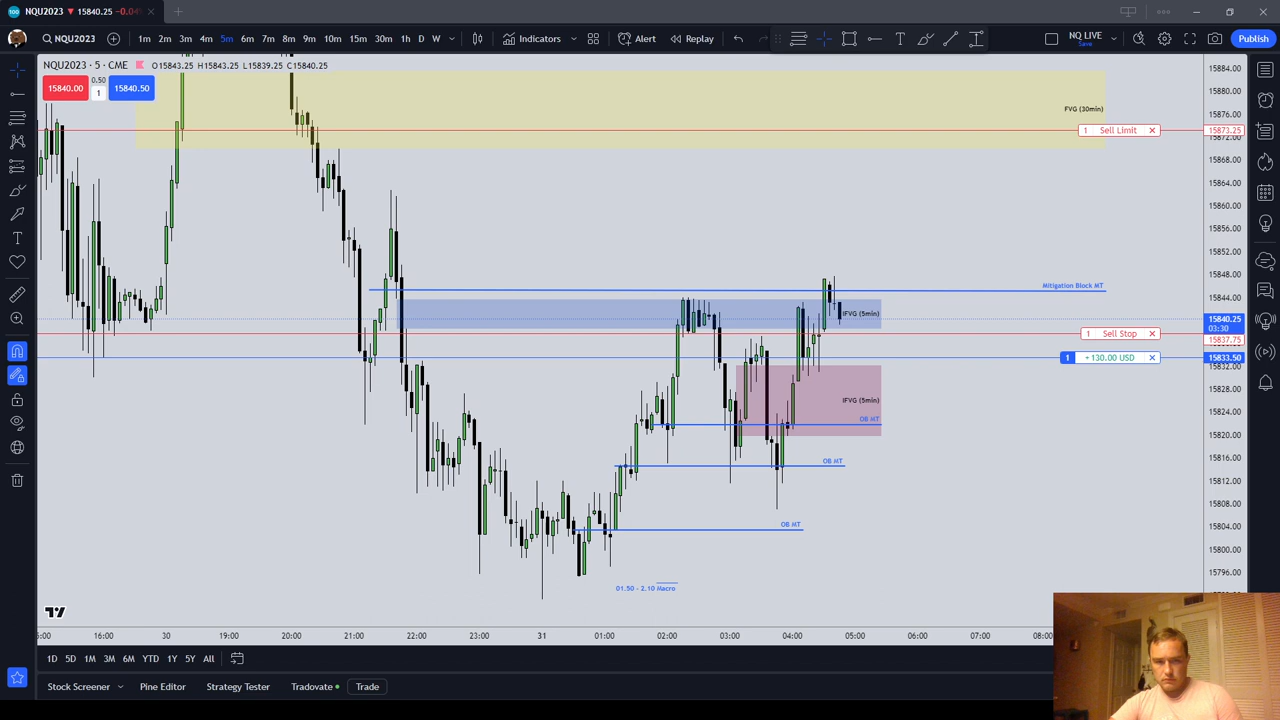 NQU2023 ▼ 15840.25 -0.04
NQU2023 1m 2m 3m 4m 5m 6m 7m 8m 9m 10m 15m 30m 1h D W Indicators Alert Replay NQ LIVE Save Publish
NQU2023 · 5 · CME O15843.25 H15843.25 L15839.25 C15840.25
15840.00 0.50 1 15840.50
15884.00
15880.00
FVG (30min)
15876.00
1 Sell Limit 15873.25
15868.00
15864.00
15860.00
15856.00
15852.00
15848.00
Mitigation Block MT
15844.00
IFVG (5min)
15840.25
03:30
1 Sell Stop
15837.75
1 +130.00 USD 15833.50
15832.00
15828.00
IFVG (5min)
15824.00
OB MT
15820.00
OB MT
15816.00
15812.00
15808.00
OB MT
15804.00
15800.00
15796.00
01.50 - 2.10 Macro
16:00 30 19:00 20:00 21:00 22:00 23:00 31 01:00 02:00 03:00 04:00 05:00 06:00 07:00 08:00
1D 5D 1M 3M 6M YTD 1Y 5Y All
Stock Screener Pine Editor Strategy Tester Tradovate Trade